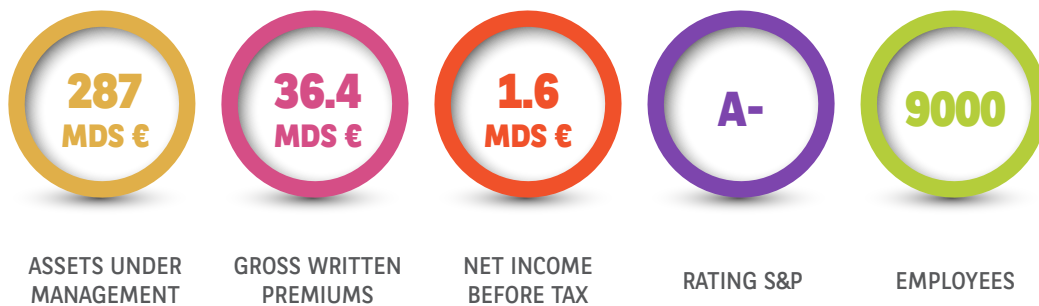 287
MDS €
36.4
MDS €
1.6
MDS €
A-
9000
ASSETS UNDER
MANAGEMENT
GROSS WRITTEN
PREMIUMS
NET INCOME
BEFORE TAX
RATING S&P
EMPLOYEES